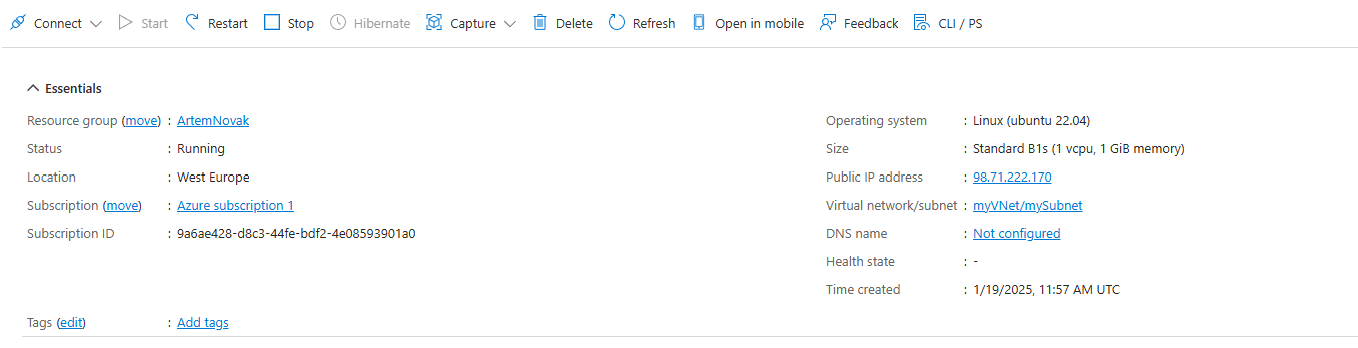 Connect Start Restart Stop Hibernate Capture Delete Refresh Open in mobile Feedback CLI / PS
Essentials
Resource group (move) : ArtemNovak
Status : Running
Location : West Europe
Subscription (move) : Azure subscription 1
Subscription ID : 9a6ae428-d8c3-44fe-bdf2-4e08593901a0
Operating system : Linux (ubuntu 22.04)
Size : Standard B1s (1 vcpu, 1 GiB memory)
Public IP address : 98.71.222.170
Virtual network/subnet : myVNet/mySubnet
DNS name : Not configured
Health state : -
Time created : 1/19/2025, 11:57 AM UTC
Tags (edit) : Add tags